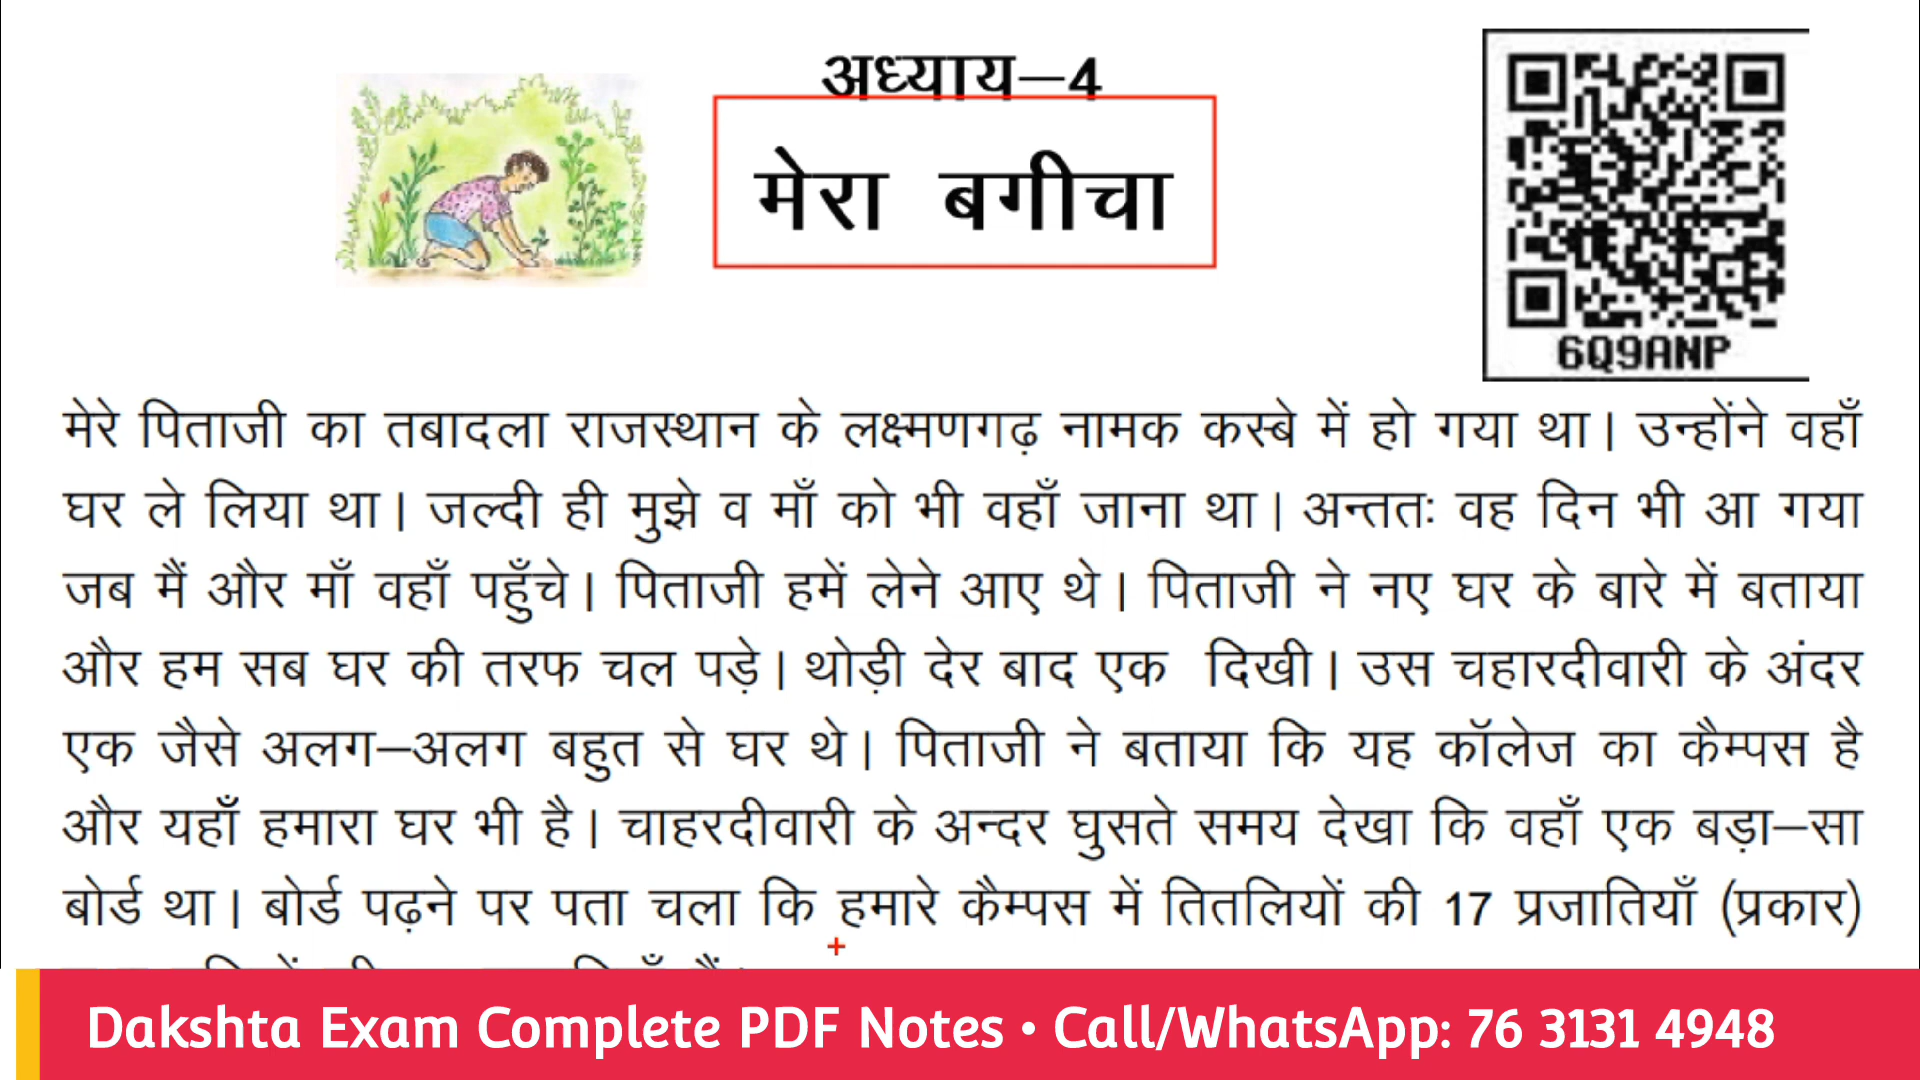 अध्याय–4
मेरा बगीचा
6Q9ANP
मेरे पिताजी का तबादला राजस्थान के लक्ष्मणगढ़ नामक कस्बे में हो गया था। उन्होंने वहाँ
घर ले लिया था। जल्दी ही मुझे व माँ को भी वहाँ जाना था। अन्ततः वह दिन भी आ गया
जब मैं और माँ वहाँ पहुँचे। पिताजी हमें लेने आए थे। पिताजी ने नए घर के बारे में बताया
और हम सब घर की तरफ चल पड़े। थोड़ी देर बाद एक दिखी। उस चहारदीवारी के अंदर
एक जैसे अलग–अलग बहुत से घर थे। पिताजी ने बताया कि यह कॉलेज का कैम्पस है
और यहाँ हमारा घर भी है। चाहरदीवारी के अन्दर घुसते समय देखा कि वहाँ एक बड़ा–सा
बोर्ड था। बोर्ड पढ़ने पर पता चला कि हमारे कैम्पस में तितलियों की 17 प्रजातियाँ (प्रकार)
Dakshta Exam Complete PDF Notes • Call/WhatsApp: 76 3131 4948